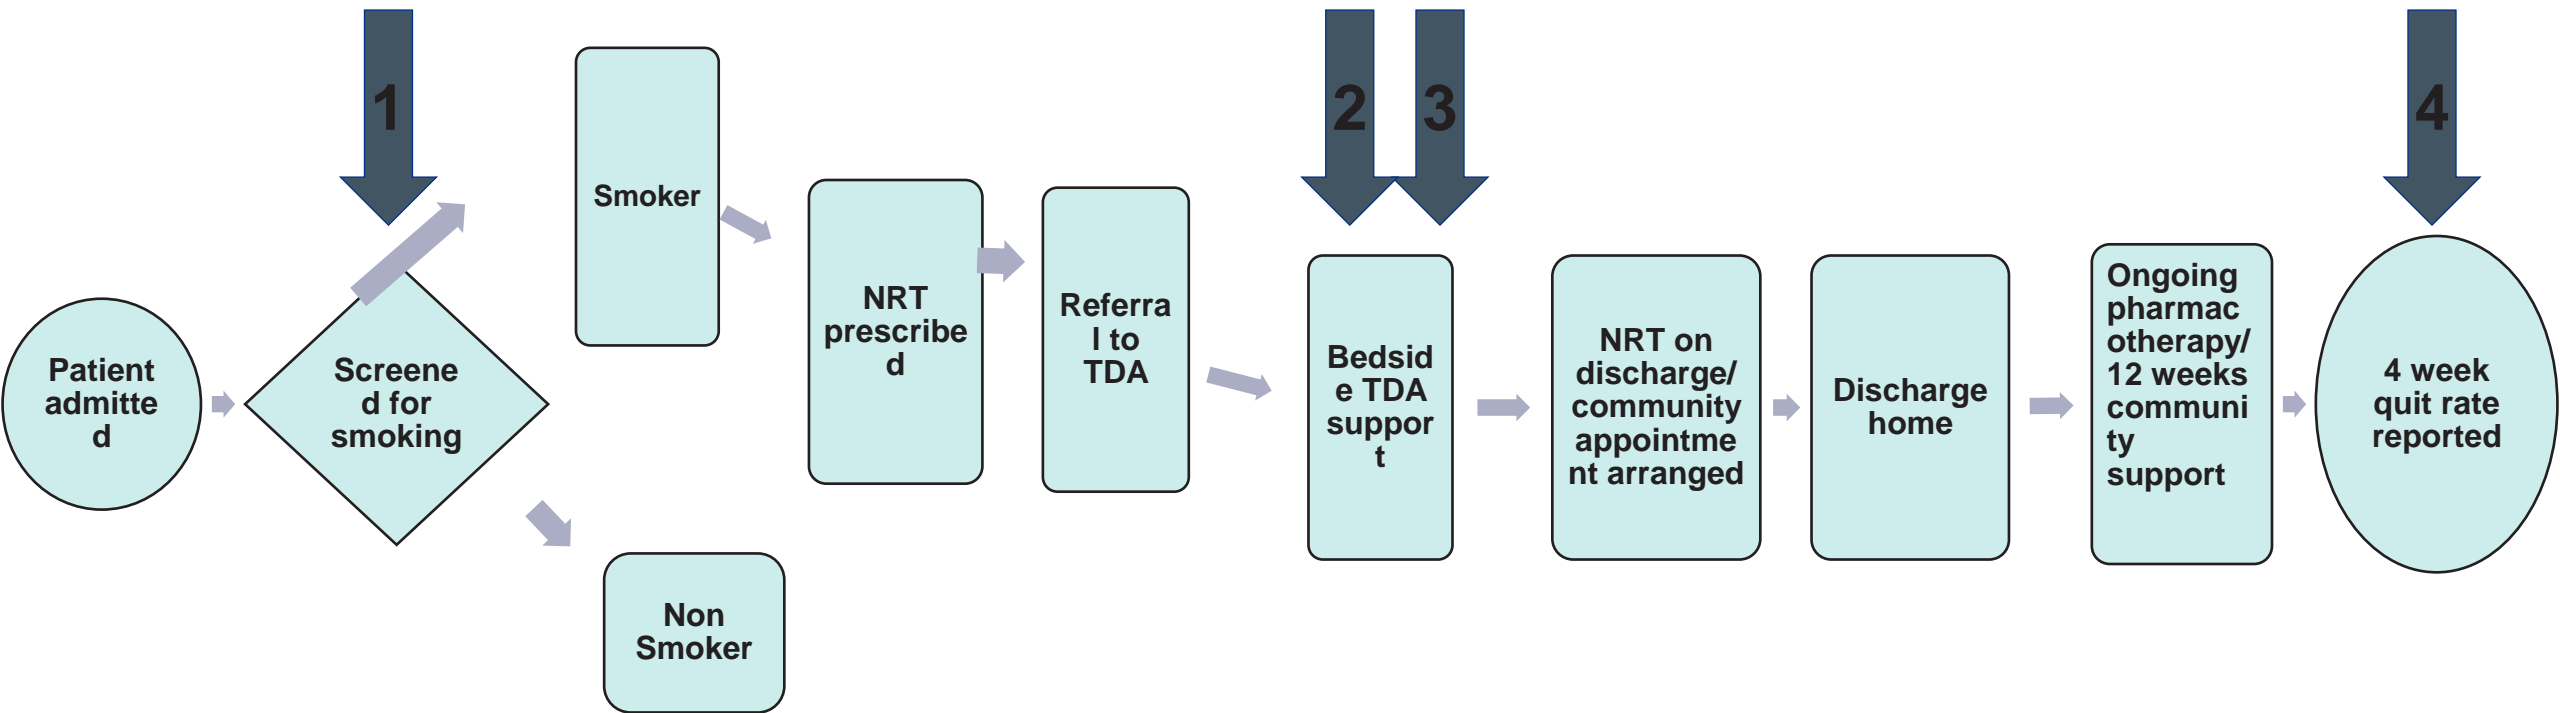 1
2
3
4
Patient
admitte
d
Screene
d for
smoking
Smoker
Non
Smoker
NRT
prescribe
d
Referra
l to
TDA
Bedsid
e TDA
suppor
t
NRT on
discharge/
community
appointme
nt arranged
Discharge
home
Ongoing
pharmac
otherapy/
12 weeks
communi
ty
support
4 week
quit rate
reported